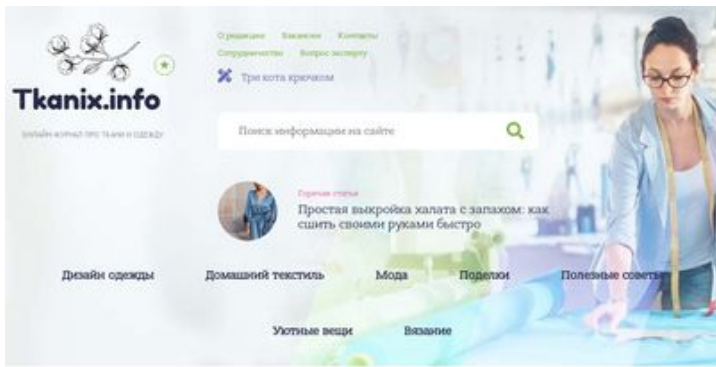 О редакции Вакансии Контакты
Сотрудничество Вопрос эксперту
Три кота крючком
Tkanix.info
ОНЛАЙН-ЖУРНАЛ ПРО ТКАНИ И ОДЕЖДУ
Поиск информации на сайте
Горячая статья
Простая выкройка халата с запахом: как
сшить своими руками быстро
Дизайн одежды Домашний текстиль Мода Поделки Полезные советы
Уютные вещи Вязание